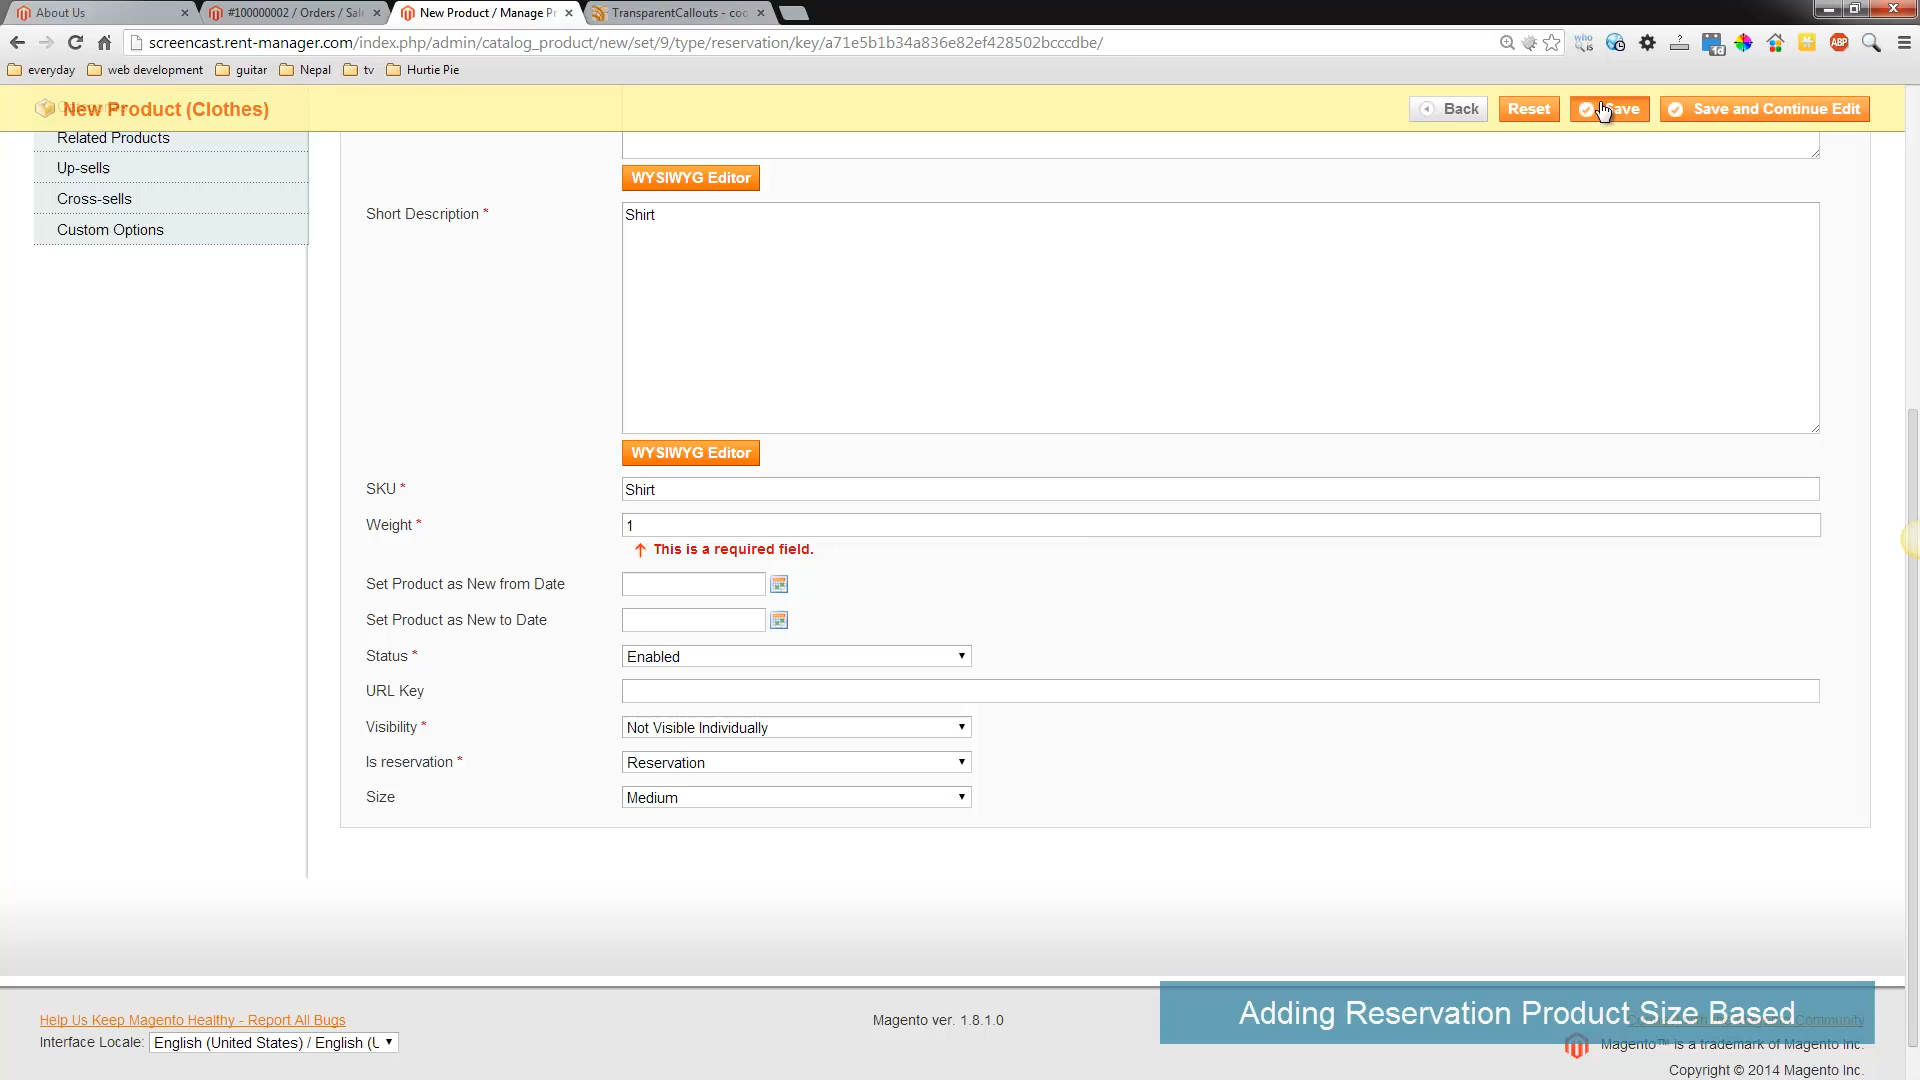 About Us
#100000002 / Orders / Sal
New Product / Manage Pr
TransparentCallouts - coo
screencast.rent-manager.com/index.php/admin/catalog_product/new/set/9/type/reservation/key/a71e5b1b34a836e82ef428502bcccdbe/
everyday
web development
guitar
Nepal
tv
Hurtie Pie
New Product (Clothes)
Back
Reset
Save
Save and Continue Edit
Related Products
Up-sells
Cross-sells
Custom Options
WYSIWYG Editor
Short Description *
Shirt
WYSIWYG Editor
SKU *
Shirt
Weight *
1
This is a required field.
Set Product as New from Date
Set Product as New to Date
Status *
Enabled
URL Key
Visibility *
Not Visible Individually
Is reservation *
Reservation
Size
Medium
Help Us Keep Magento Healthy - Report All Bugs
Interface Locale: English (United States) / English (U
Magento ver. 1.8.1.0
Adding Reservation Product Size Based
Magento™ is a trademark of Magento Inc.
Copyright © 2014 Magento Inc.